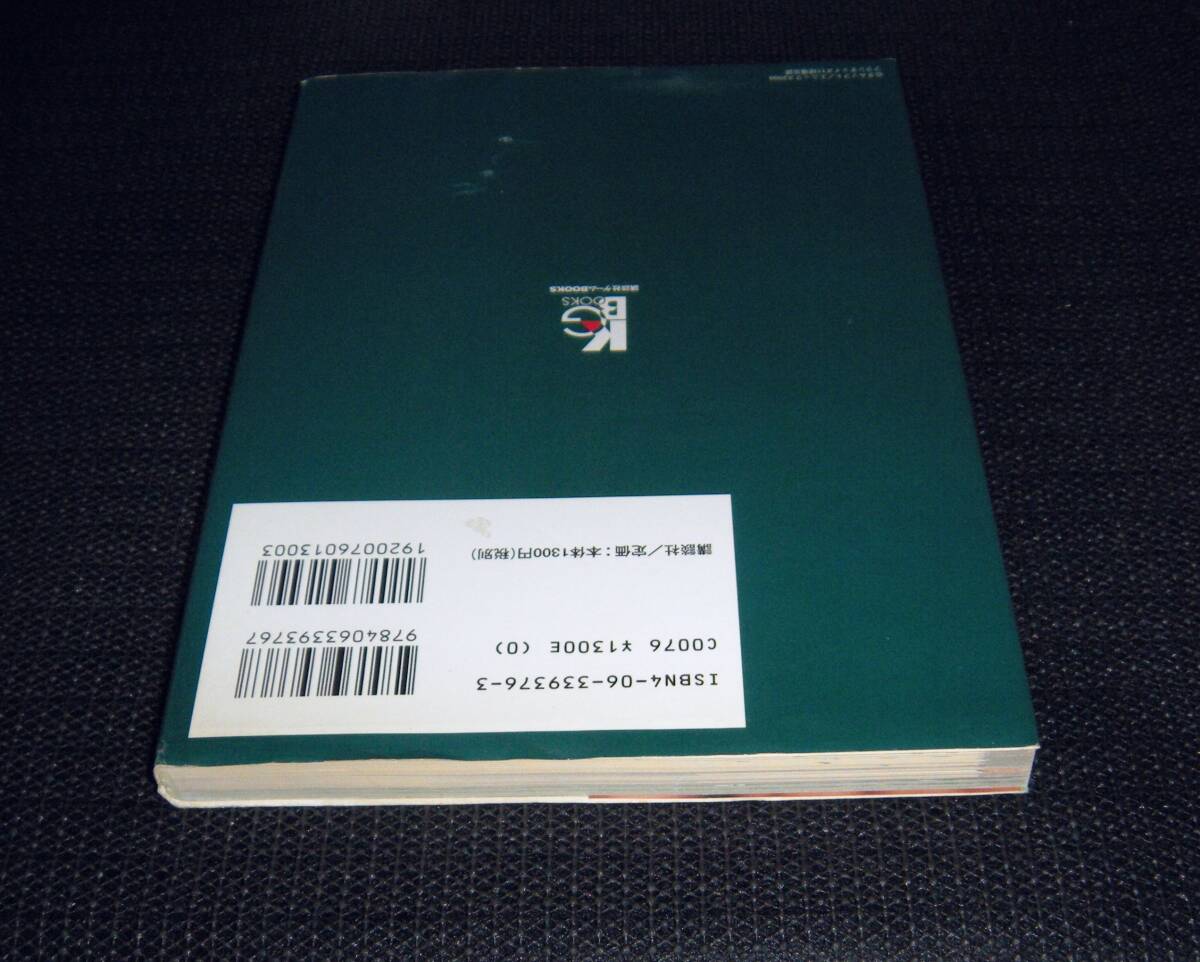 ISBN4-06-339376-3
C0076 ¥1300E (0)
講談社/定価:本体1300円(税別)
9784063393767
1920076013003
KGB
BOOKS
講談社ゲームBOOKS